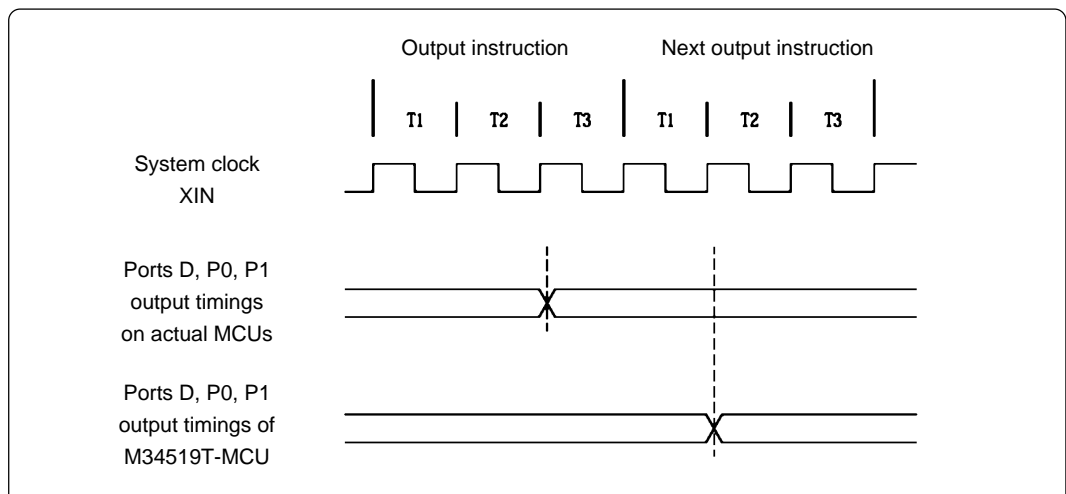 Output instruction Next output instruction
T1 T2 T3 T1 T2 T3
System clock
XIN
Ports D, P0, P1
output timings
on actual MCUs
Ports D, P0, P1
output timings of
M34519T-MCU